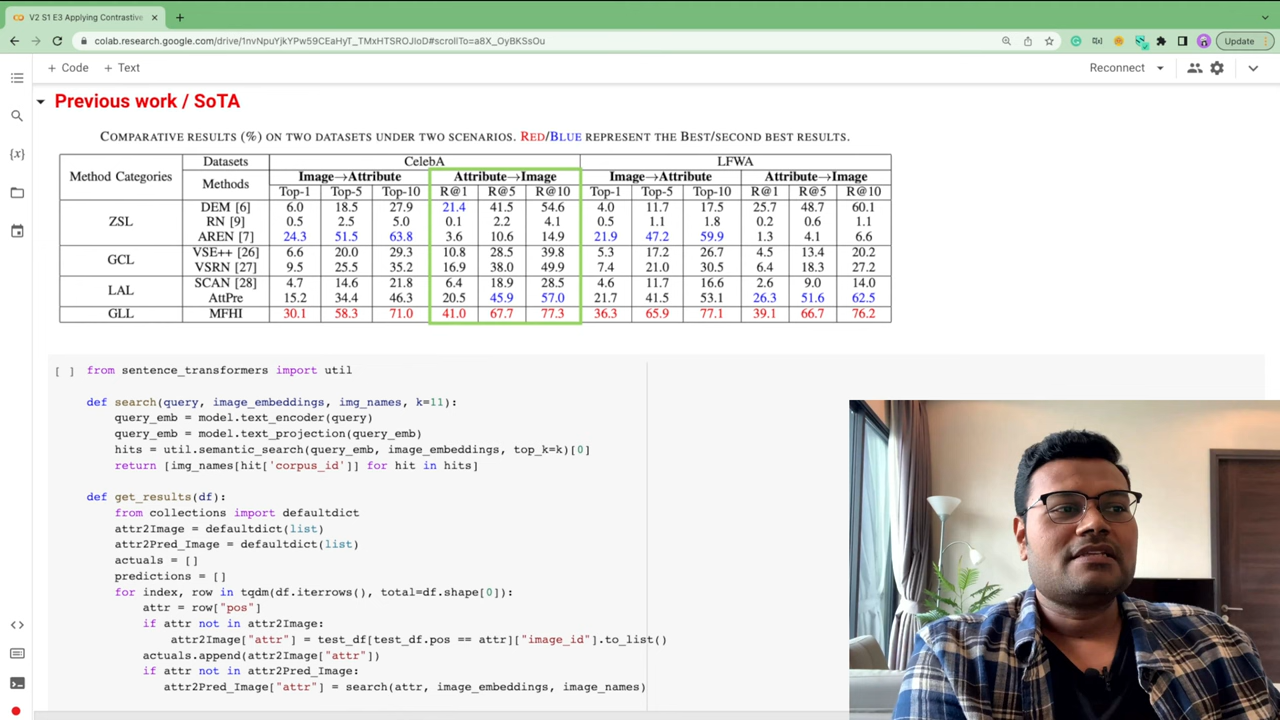 V2 S1 E3 Applying Contrastive
colab.research.google.com/drive/1nvNpuYjkYPw59CEaHyT_TMxHTSROJIoD#scrollTo=a8X_OyBKSsOu
Update
+ Code + Text
Reconnect
Previous work / SoTA
COMPARATIVE RESULTS (%) ON TWO DATASETS UNDER TWO SCENARIOS. RED/BLUE REPRESENT THE BEST/SECOND BEST RESULTS.
Method Categories Datasets CelebA LFWA
Methods Image→Attribute Attribute→Image Image→Attribute Attribute→Image
Top-1 Top-5 Top-10 R@1 R@5 R@10 Top-1 Top-5 Top-10 R@1 R@5 R@10
ZSL DEM [6] 6.0 18.5 27.9 21.4 41.5 54.6 4.0 11.7 17.5 25.7 48.7 60.1
RN [9] 0.5 2.5 5.0 0.1 2.2 4.1 0.5 1.1 1.8 0.2 0.6 1.1
AREN [7] 24.3 51.5 63.8 3.6 10.6 14.9 21.9 47.2 59.9 1.3 4.1 6.6
GCL VSE++ [26] 6.6 20.0 29.3 10.8 28.5 39.8 5.3 17.2 26.7 4.5 13.4 20.2
VSRN [27] 9.5 25.5 35.2 16.9 38.0 49.9 7.4 21.0 30.5 6.4 18.3 27.2
LAL SCAN [28] 4.7 14.6 21.8 6.4 18.9 28.5 4.6 11.7 16.6 2.6 9.0 14.0
AttPre 15.2 34.4 46.3 20.5 45.9 57.0 21.7 41.5 53.1 26.3 51.6 62.5
GLL MFHI 30.1 58.3 71.0 41.0 67.7 77.3 36.3 65.9 77.1 39.1 66.7 76.2
[ ] from sentence_transformers import util
def search(query, image_embeddings, img_names, k=11):
query_emb = model.text_encoder(query)
query_emb = model.text_projection(query_emb)
hits = util.semantic_search(query_emb, image_embeddings, top_k=k)[0]
return [img_names[hit['corpus_id']] for hit in hits]
def get_results(df):
from collections import defaultdict
attr2Image = defaultdict(list)
attr2Pred_Image = defaultdict(list)
actuals = []
predictions = []
for index, row in tqdm(df.iterrows(), total=df.shape[0]):
attr = row["pos"]
if attr not in attr2Image:
attr2Image["attr"] = test_df[test_df.pos == attr]["image_id"].to_list()
actuals.append(attr2Image["attr"])
if attr not in attr2Pred_Image:
attr2Pred_Image["attr"] = search(attr, image_embeddings, image_names)